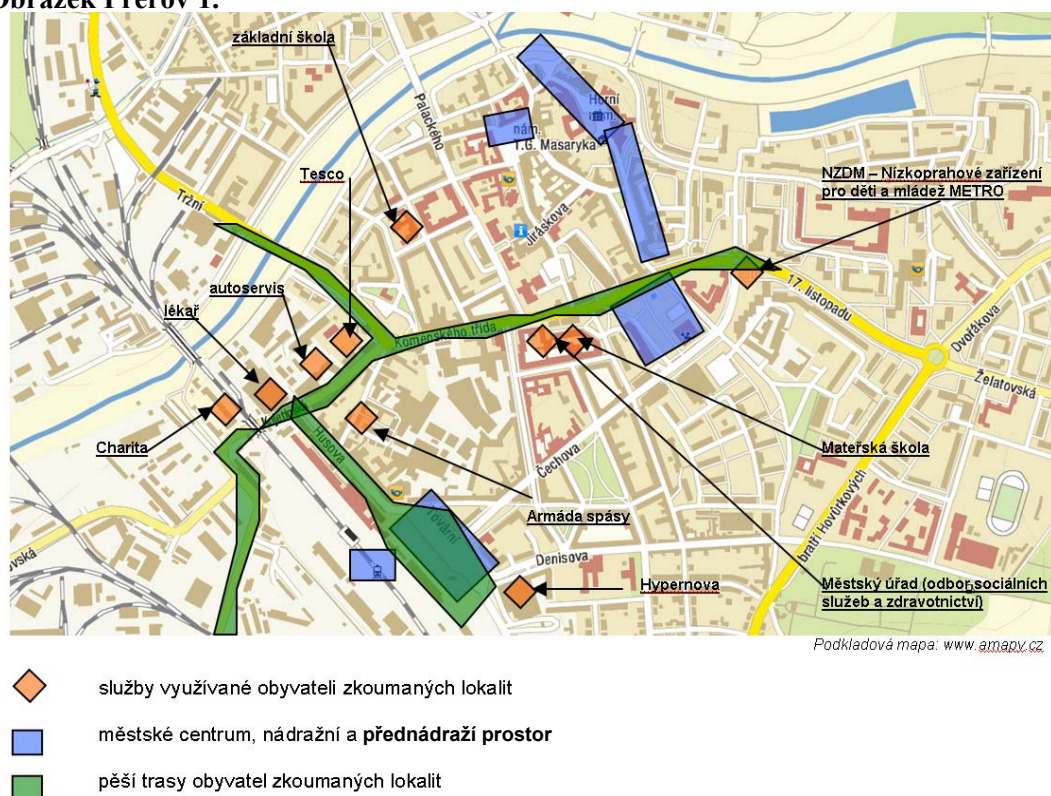 Obrázek Přerov 1.
základní škola
Palackého
Horní
nám.
nám.
T.G. Masaryka
NZDM – Nízkoprahové zařízení
pro děti a mládež METRO
Tesco
Tržní
Jiráskova
autoservis
lékař
17. listopadu
Dvořákova
Komenského třída
Želatovská
Husova
Charita
Mateřská škola
Čechova
Armáda spásy
Tovární
bratří Hovůrkových
Denisova
Hypernova
Městský úřad (odbor sociálních
služeb a zdravotnictví)
Podkladová mapa: www.amapy.cz
služby využívané obyvateli zkoumaných lokalit
městské centrum, nádražní a přednádraží prostor
pěší trasy obyvatel zkoumaných lokalit